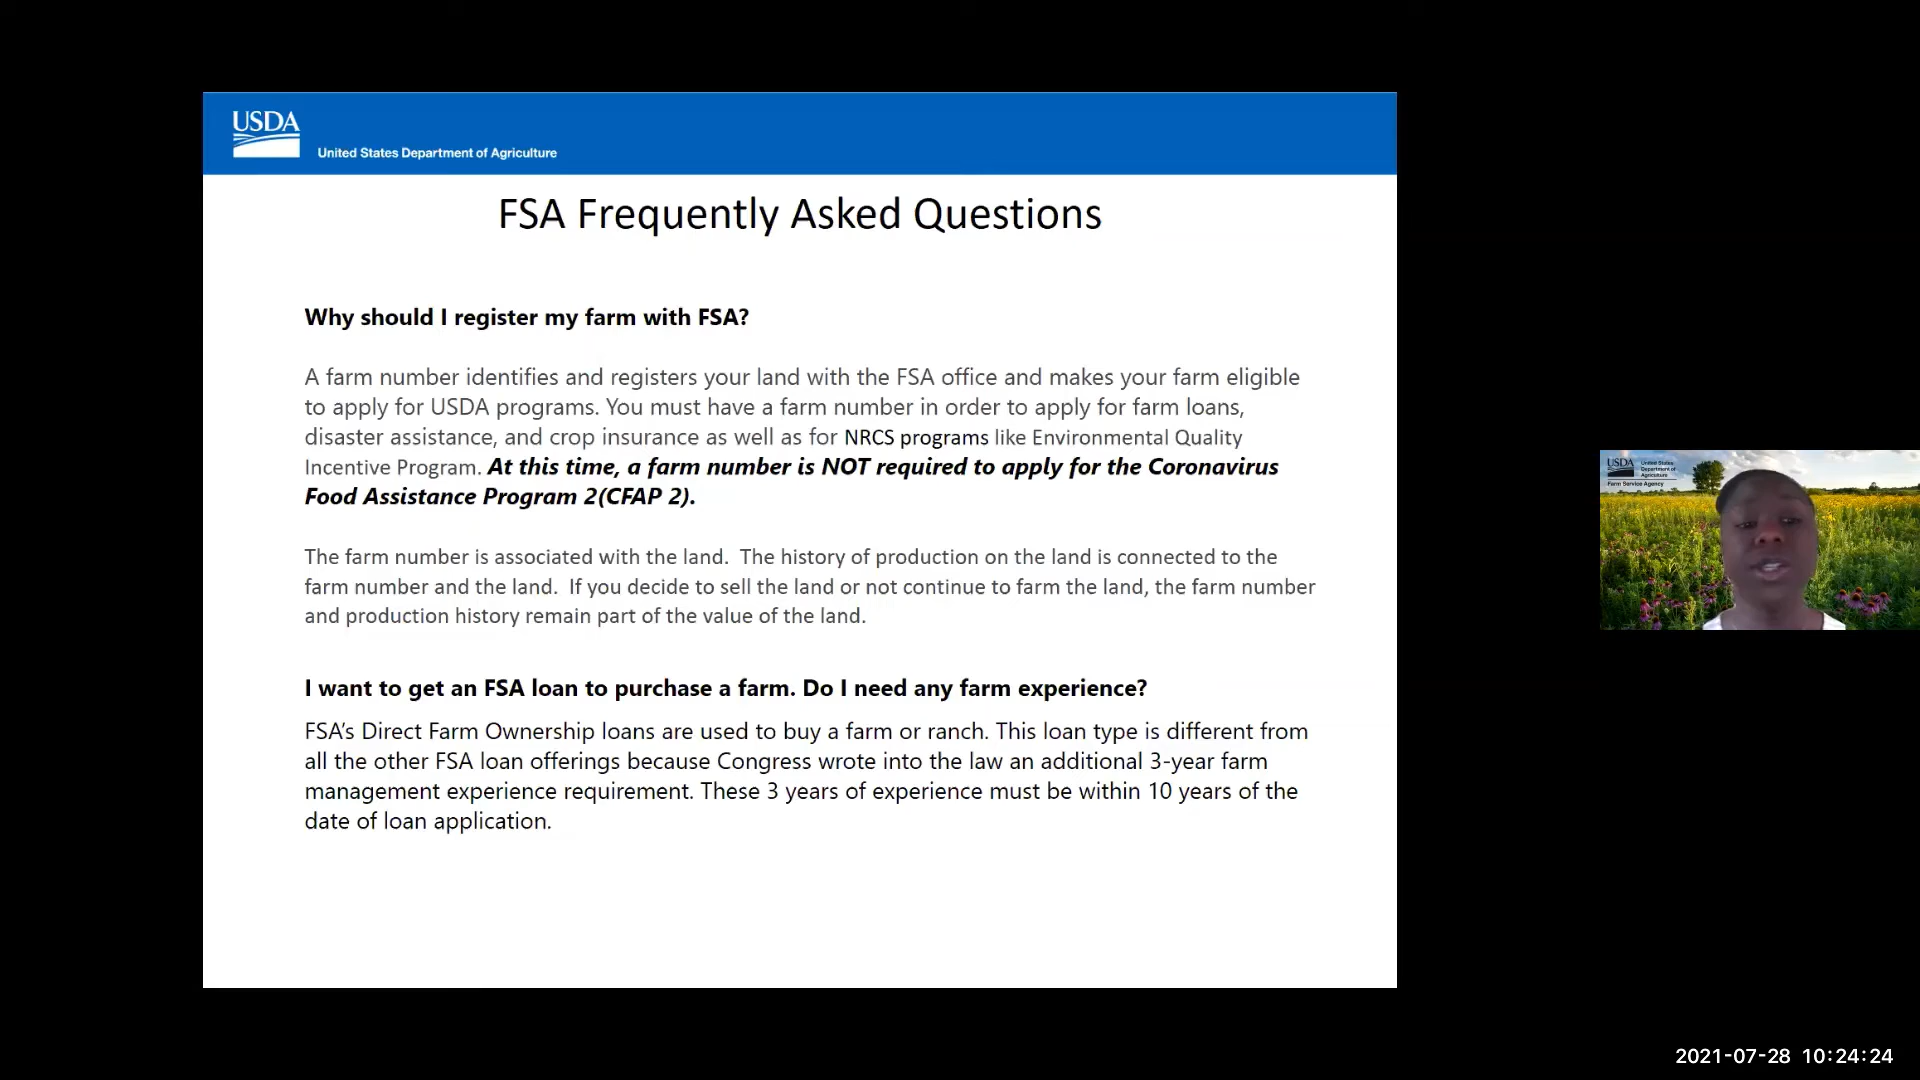 USDA
United States Department of Agriculture
FSA Frequently Asked Questions
Why should I register my farm with FSA?
A farm number identifies and registers your land with the FSA office and makes your farm eligible
to apply for USDA programs. You must have a farm number in order to apply for farm loans,
disaster assistance, and crop insurance as well as for NRCS programs like Environmental Quality
Incentive Program. At this time, a farm number is NOT required to apply for the Coronavirus
Food Assistance Program 2(CFAP 2).
The farm number is associated with the land.  The history of production on the land is connected to the
farm number and the land.  If you decide to sell the land or not continue to farm the land, the farm number
and production history remain part of the value of the land.
I want to get an FSA loan to purchase a farm. Do I need any farm experience?
FSA's Direct Farm Ownership loans are used to buy a farm or ranch. This loan type is different from
all the other FSA loan offerings because Congress wrote into the law an additional 3-year farm
management experience requirement. These 3 years of experience must be within 10 years of the
date of loan application.
USDA
United States
Department of
Agriculture
Farm Service Agency
2021-07-28 10:24:24